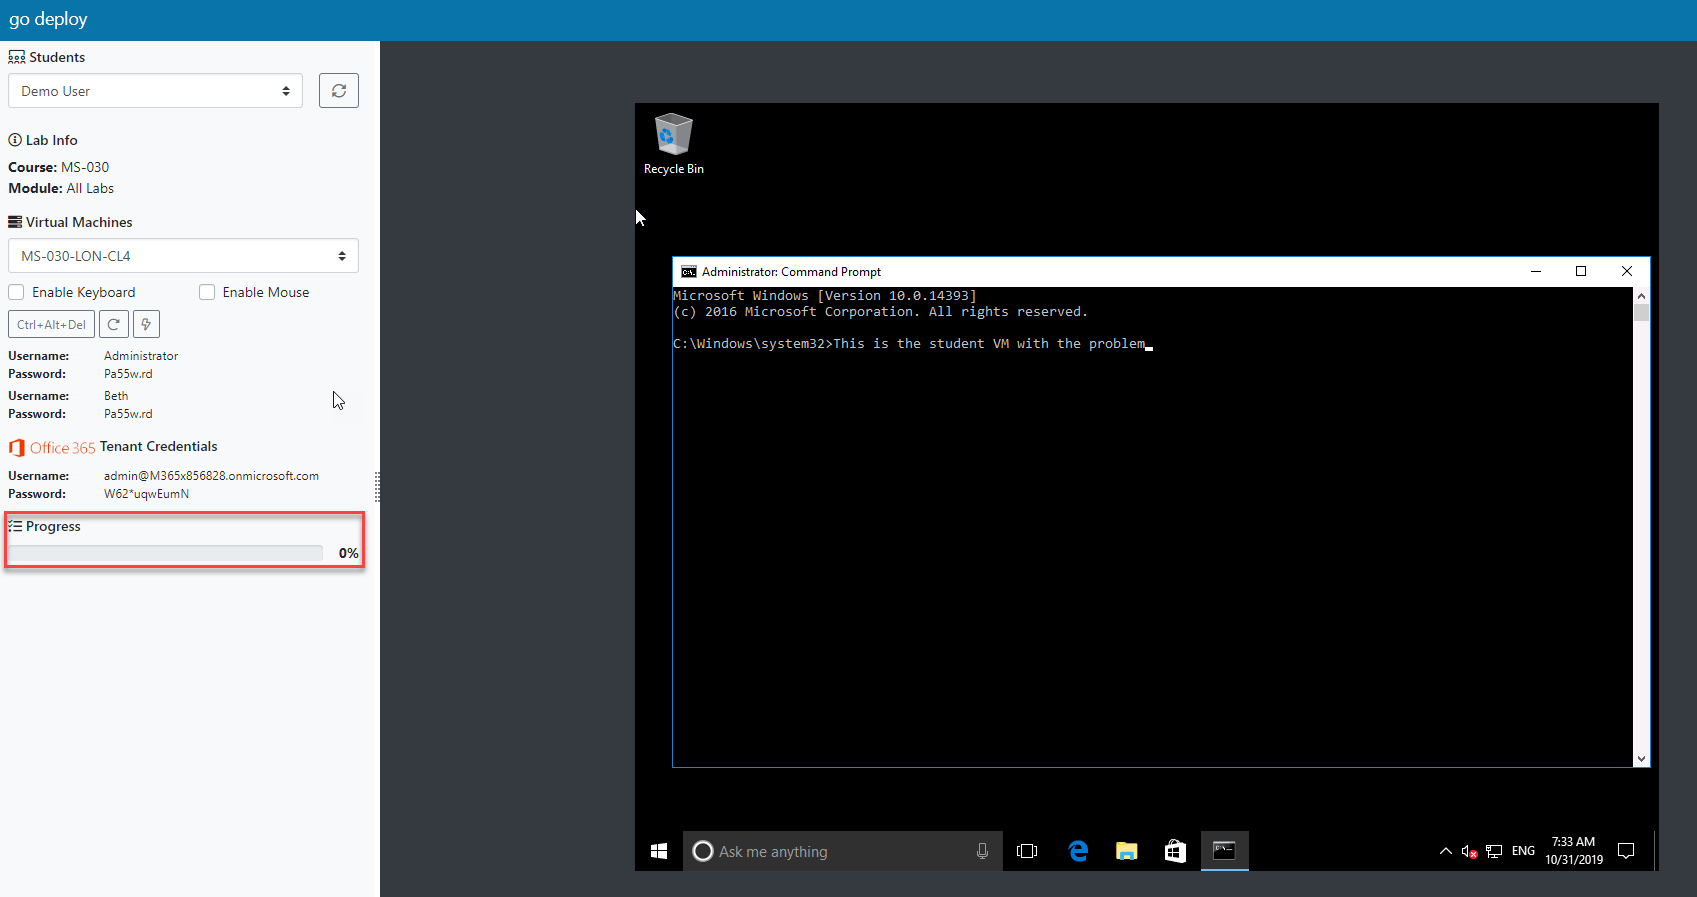 go deploy
Students
Demo User
Lab Info
Course: MS-030
Module: All Labs
Virtual Machines
MS-030-LON-CL4
Enable Keyboard Enable Mouse
Ctrl+Alt+Del
Username: Administrator
Password: Pa55w.rd
Username: Beth
Password: Pa55w.rd
Office 365 Tenant Credentials
Username: admin@M365x856828.onmicrosoft.com
Password: W62*uqwEumN
Progress
0%
Recycle Bin
Administrator: Command Prompt
Microsoft Windows [Version 10.0.14393]
(c) 2016 Microsoft Corporation. All rights reserved.
C:\Windows\system32>This is the student VM with the problem
Ask me anything
ENG
7:33 AM
10/31/2019